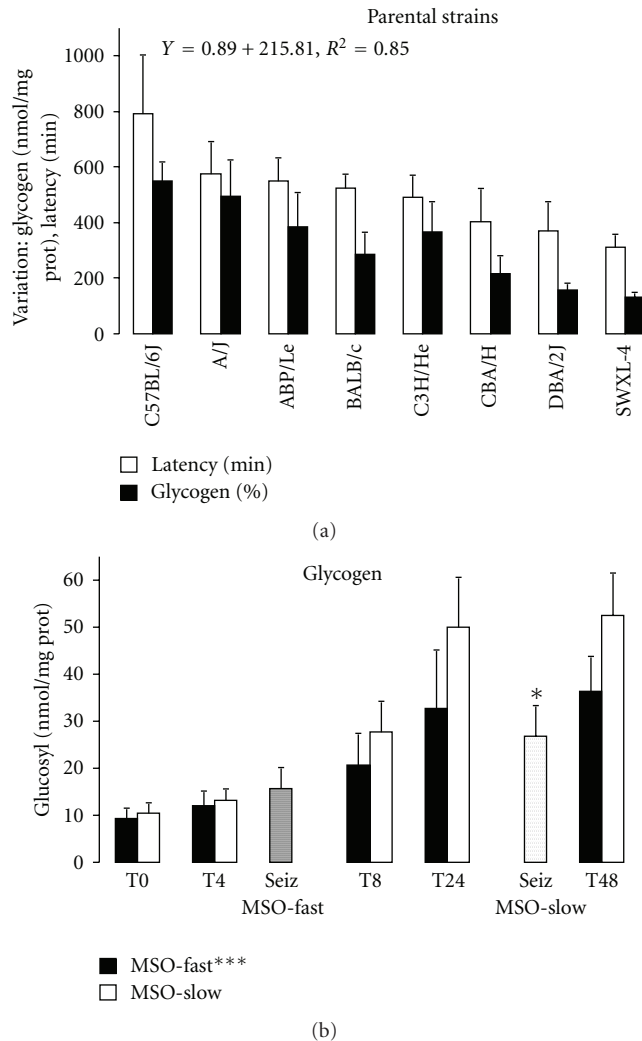 Parental strains
Y = 0.89 + 215.81, R² = 0.85
Variation: glycogen (nmol/mg
prot), latency (min)
1000
800
600
400
200
0
C57BL/6J
A/J
ABP/Le
BALB/c
C3H/He
CBA/H
DBA/2J
SWXL-4
Latency (min)
Glycogen (%)
(a)
Glycogen
Glucosyl (nmol/mg prot)
60
50
40
30
20
10
0
*
T0 T4 Seiz T8 T24 Seiz T48
MSO-fast MSO-slow
MSO-fast***
MSO-slow
(b)